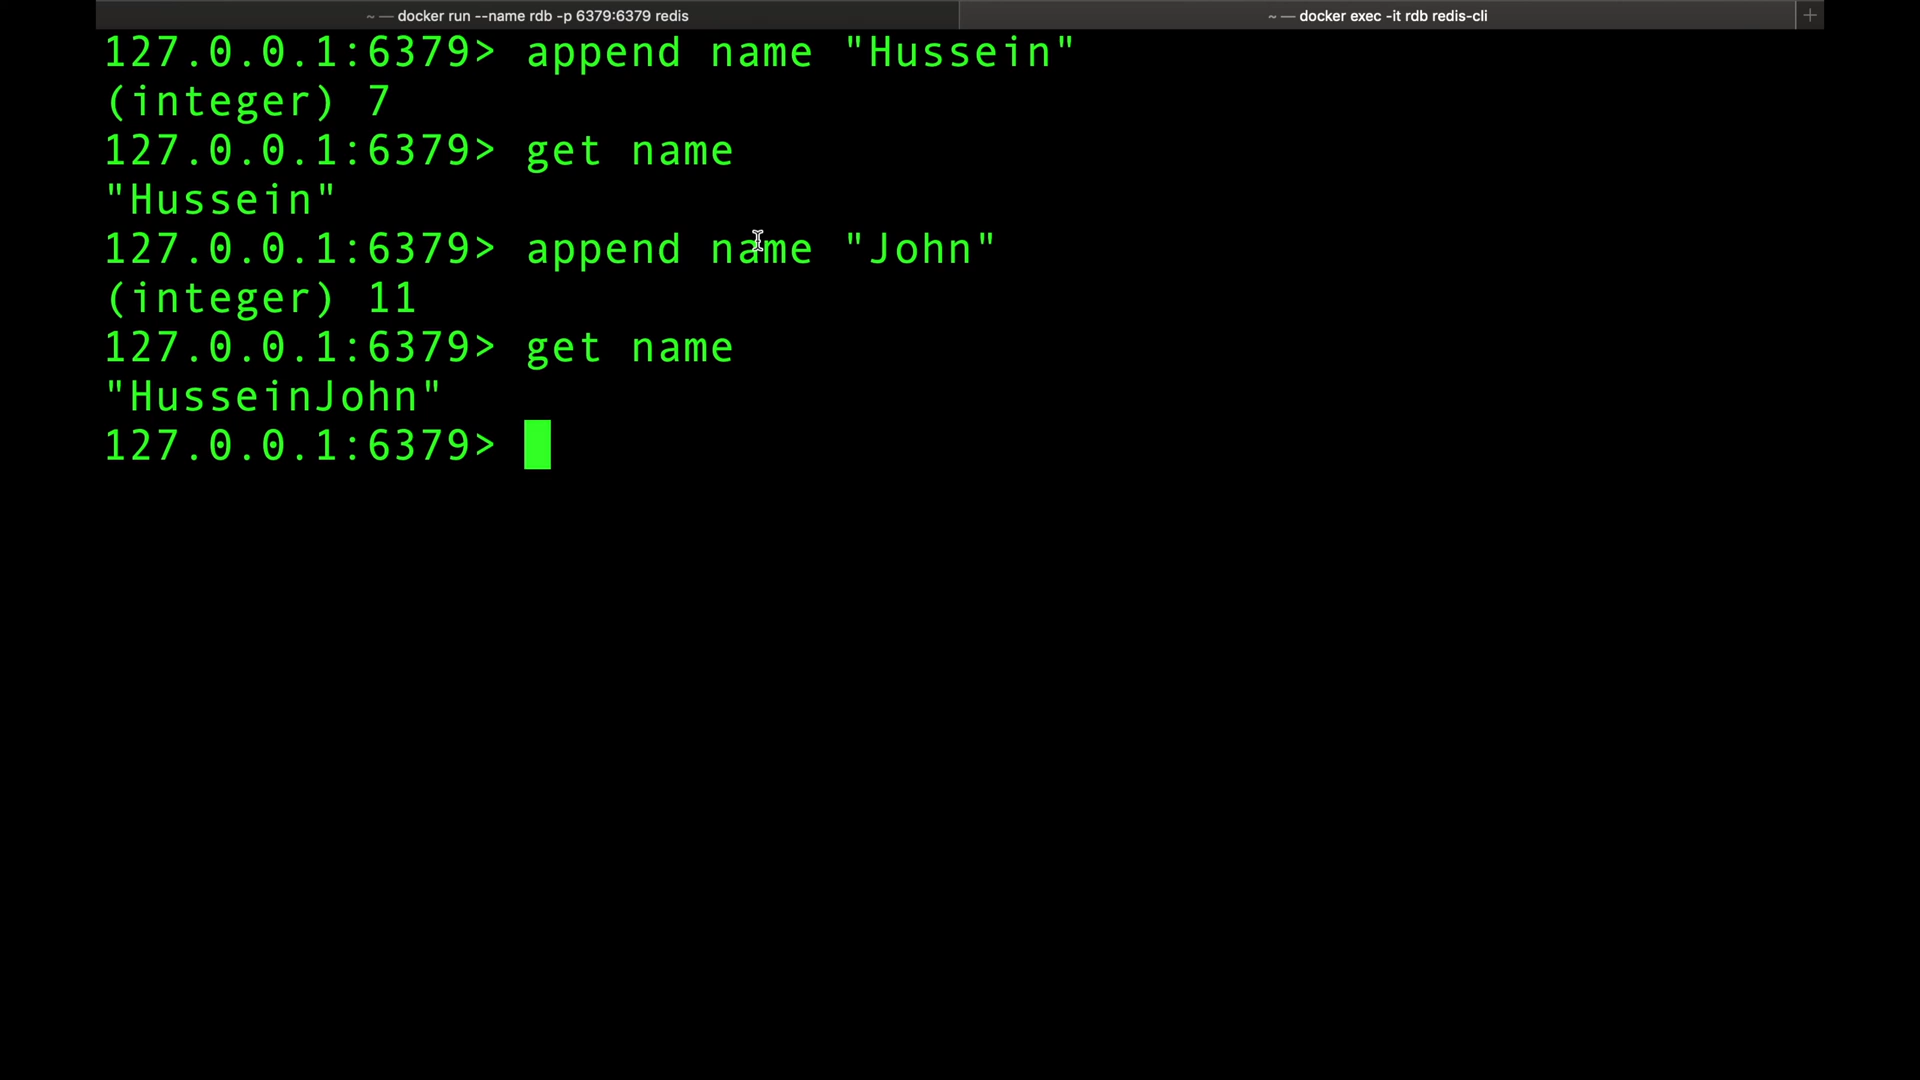 ~ — docker run --name rdb -p 6379:6379 redis
~ — docker exec -it rdb redis-cli
127.0.0.1:6379> append name "Hussein"
(integer) 7
127.0.0.1:6379> get name
"Hussein"
127.0.0.1:6379> append name "John"
(integer) 11
127.0.0.1:6379> get name
"HusseinJohn"
127.0.0.1:6379>